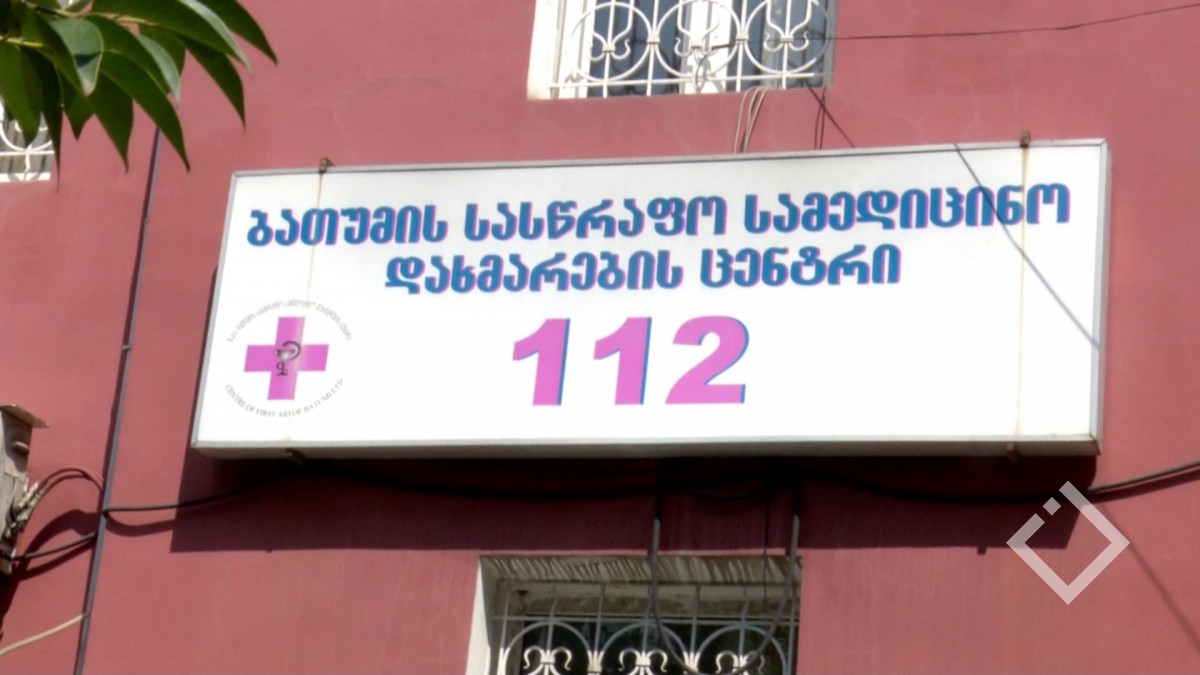 ბათუმის სასწრაფო სამედიცინო
დახმარების ცენტრი
112
CENTRE OF FIRST AID OF BATUMI LTD